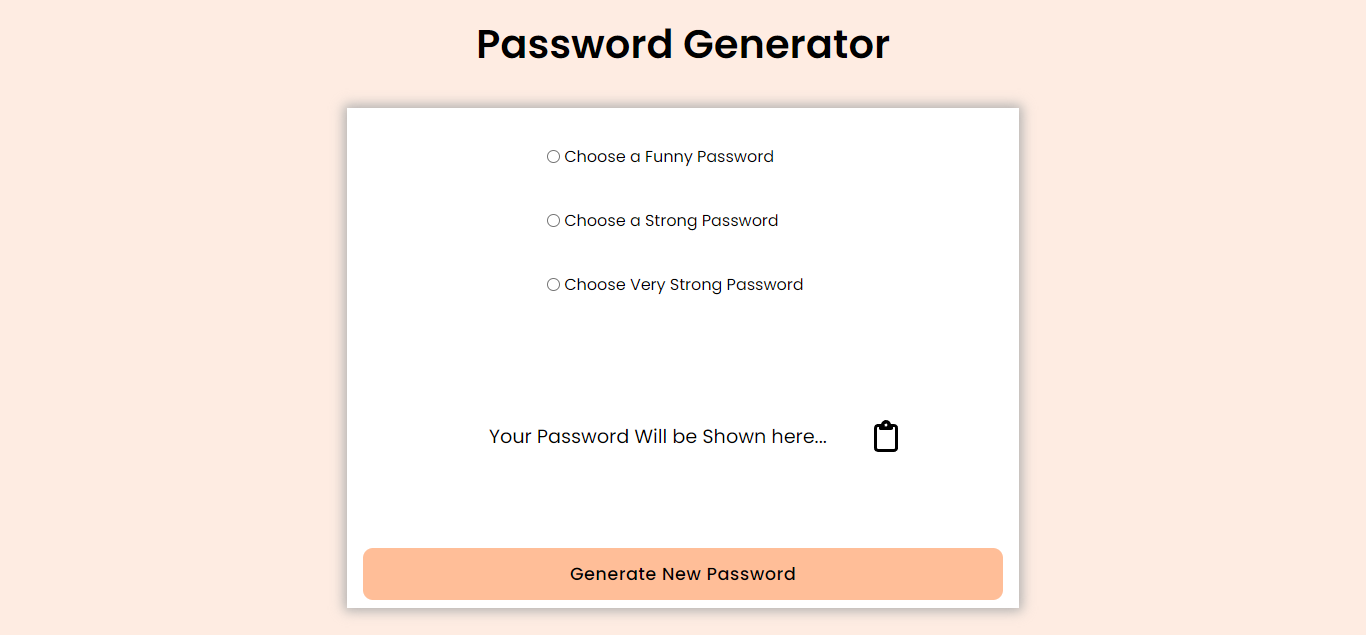 Password Generator
Choose a Funny Password
Choose a Strong Password
Choose Very Strong Password
Your Password Will be Shown here...
Generate New Password